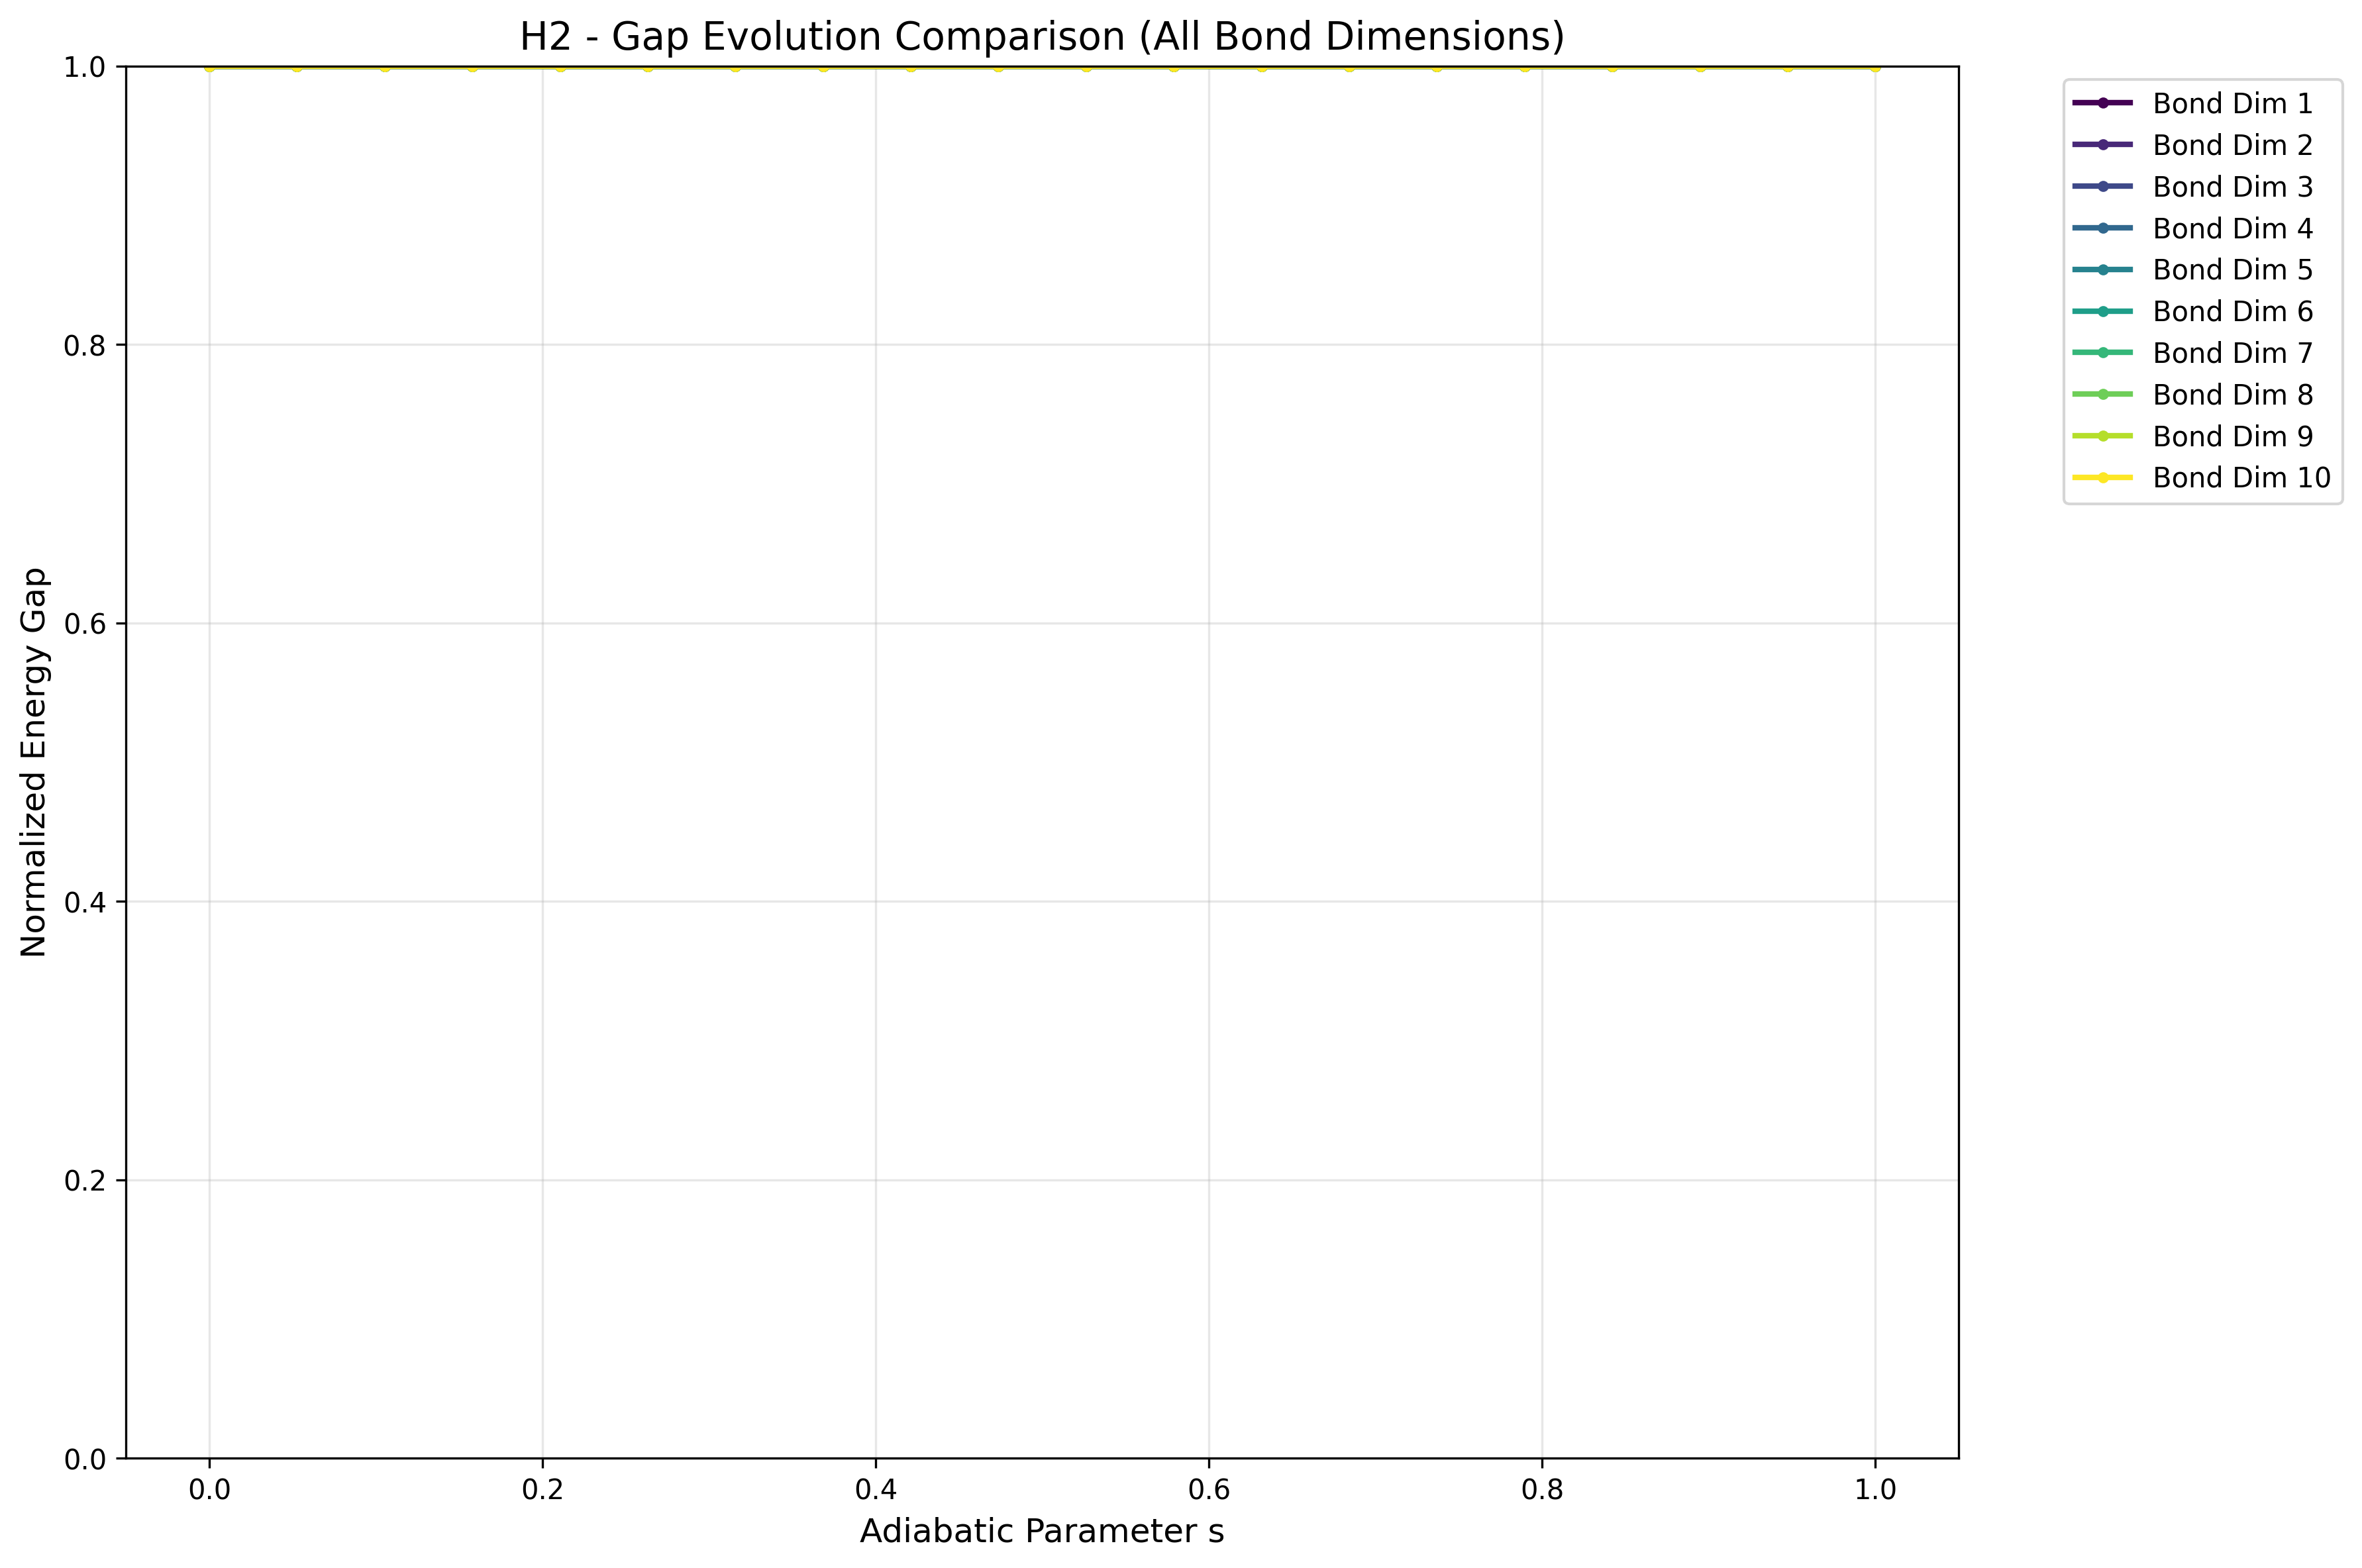 H2 - Gap Evolution Comparison (All Bond Dimensions)
Normalized Energy Gap
1.0
0.8
0.6
0.4
0.2
0.0
0.0 0.2 0.4 0.6 0.8 1.0
Adiabatic Parameter s
Bond Dim 1
Bond Dim 2
Bond Dim 3
Bond Dim 4
Bond Dim 5
Bond Dim 6
Bond Dim 7
Bond Dim 8
Bond Dim 9
Bond Dim 10